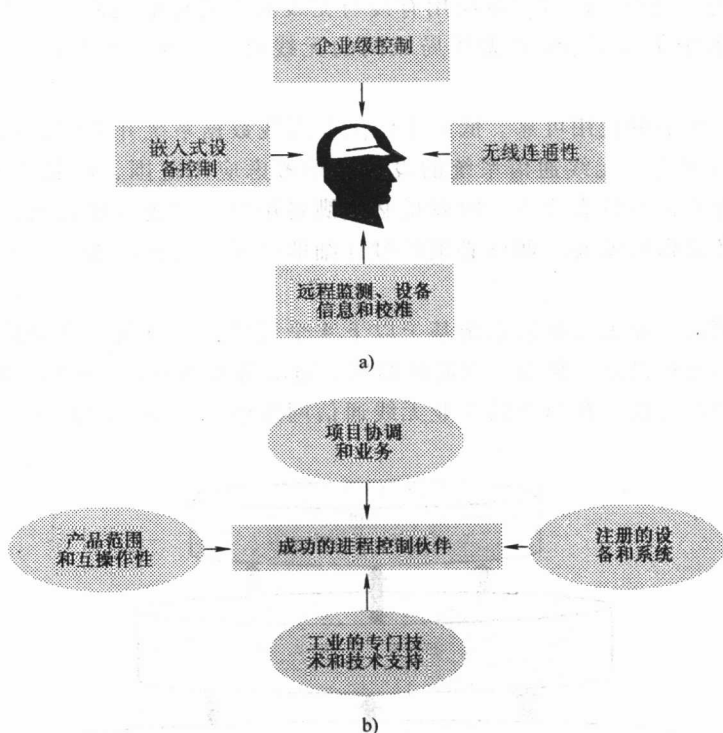 企业级控制
嵌入式设
备控制
无线连通性
远程监测、设备
信息和校准
a)
项目协调
和业务
产品范围
和互操作性
成功的进程控制伙伴
注册的设
备和系统
工业的专门技
术和技术支持
b)